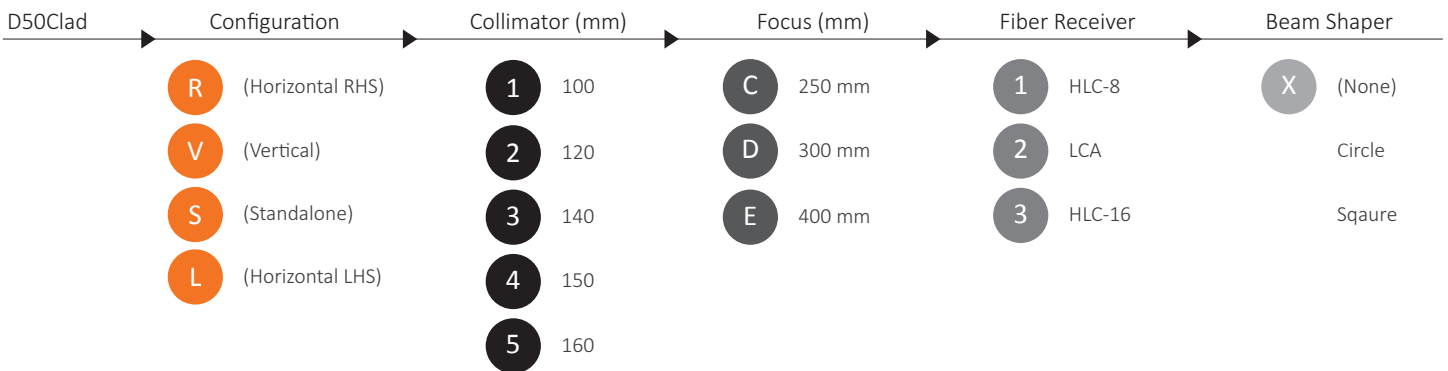 D50Clad Configuration Collimator (mm) Focus (mm) Fiber Receiver Beam Shaper
R (Horizontal RHS) 1 100 C 250 mm 1 HLC-8 X (None)
V (Vertical) 2 120 D 300 mm 2 LCA Circle
S (Standalone) 3 140 E 400 mm 3 HLC-16 Sqaure
L (Horizontal LHS) 4 150
5 160